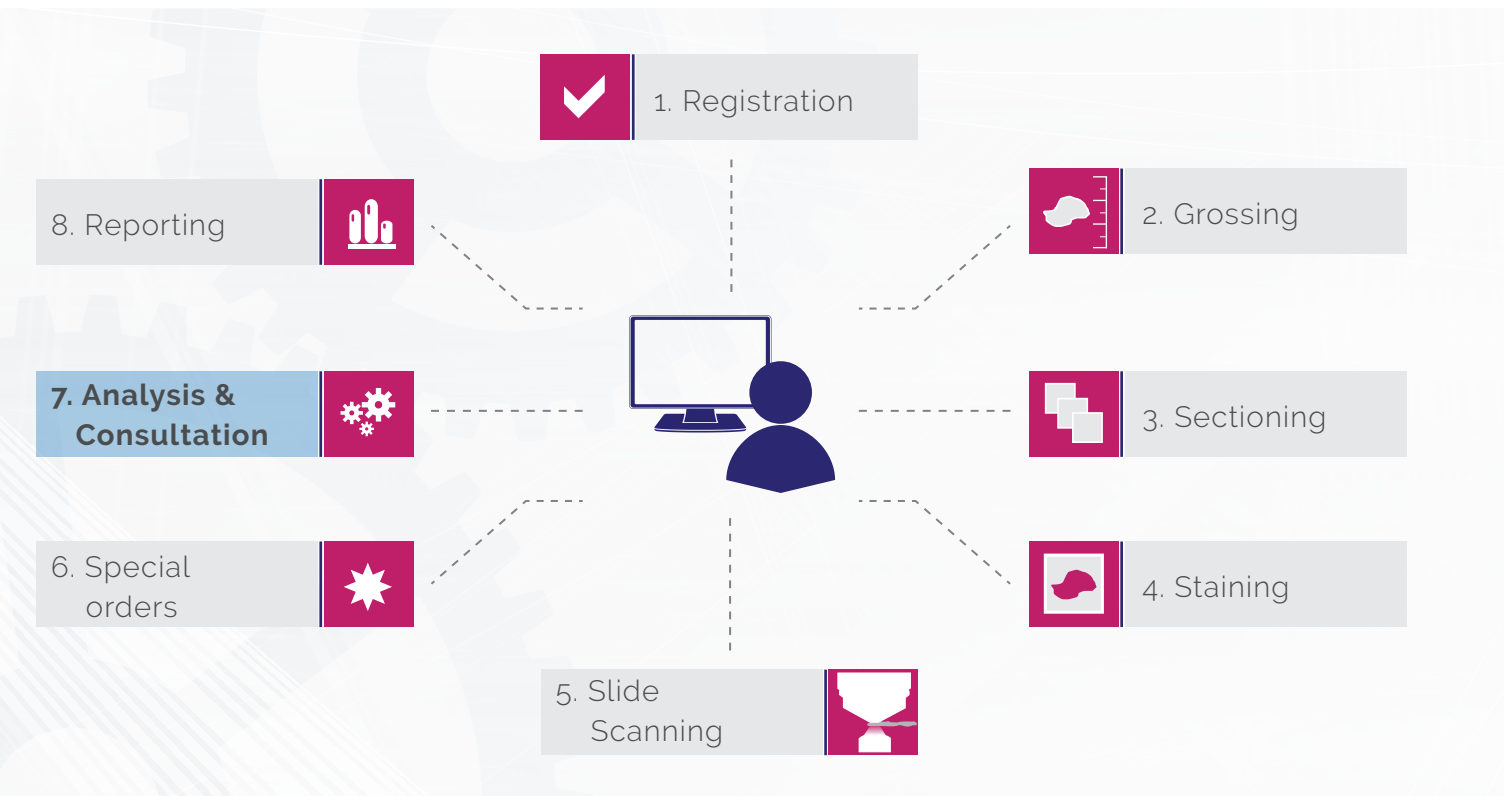 1. Registration
2. Grossing
3. Sectioning
4. Staining
5. Slide
Scanning
6. Special
orders
7. Analysis &
Consultation
8. Reporting